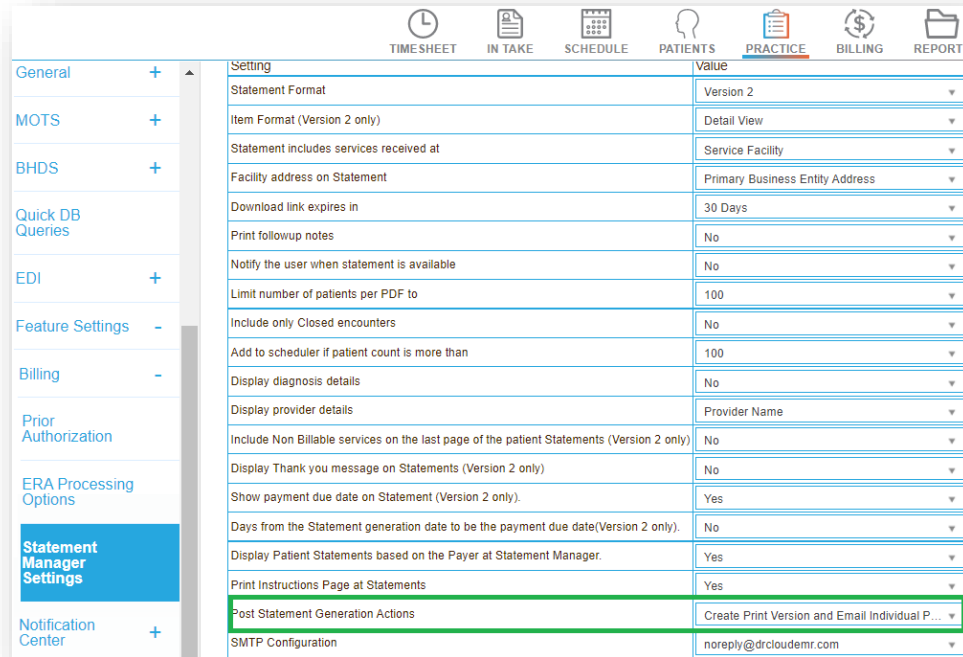 TIME SHEET IN TAKE SCHEDULE PATIENTS PRACTICE BILLING REPORT
General +
MOTS +
BHDS +
Quick DB
Queries
EDI +
Feature Settings -
Billing -
Prior
Authorization
ERA Processing
Options
Statement
Manager
Settings
Notification
Center +
Setting Value
Statement Format Version 2
Item Format (Version 2 only) Detail View
Statement includes services received at Service Facility
Facility address on Statement Primary Business Entity Address
Download link expires in 30 Days
Print followup notes No
Notify the user when statement is available No
Limit number of patients per PDF to 100
Include only Closed encounters No
Add to scheduler if patient count is more than 100
Display diagnosis details No
Display provider details Provider Name
Include Non Billable services on the last page of the patient Statements (Version 2 only) No
Display Thank you message on Statements (Version 2 only) No
Show payment due date on Statement (Version 2 only). Yes
Days from the Statement generation date to be the payment due date(Version 2 only). No
Display Patient Statements based on the Payer at Statement Manager. Yes
Print Instructions Page at Statements Yes
Post Statement Generation Actions Create Print Version and Email Individual P...
SMTP Configuration noreply@drcloudemr.com